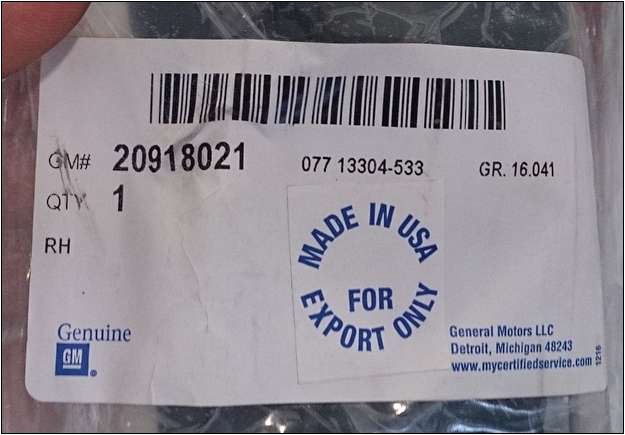 GM# 20918021 077 13304-533 GR. 16.041
QTY. 1
RH
MADE IN USA
FOR
EXPORT ONLY
Genuine
GM
®
General Motors LLC
Detroit, Michigan 48243
www.mycertifiedservice.com
1216